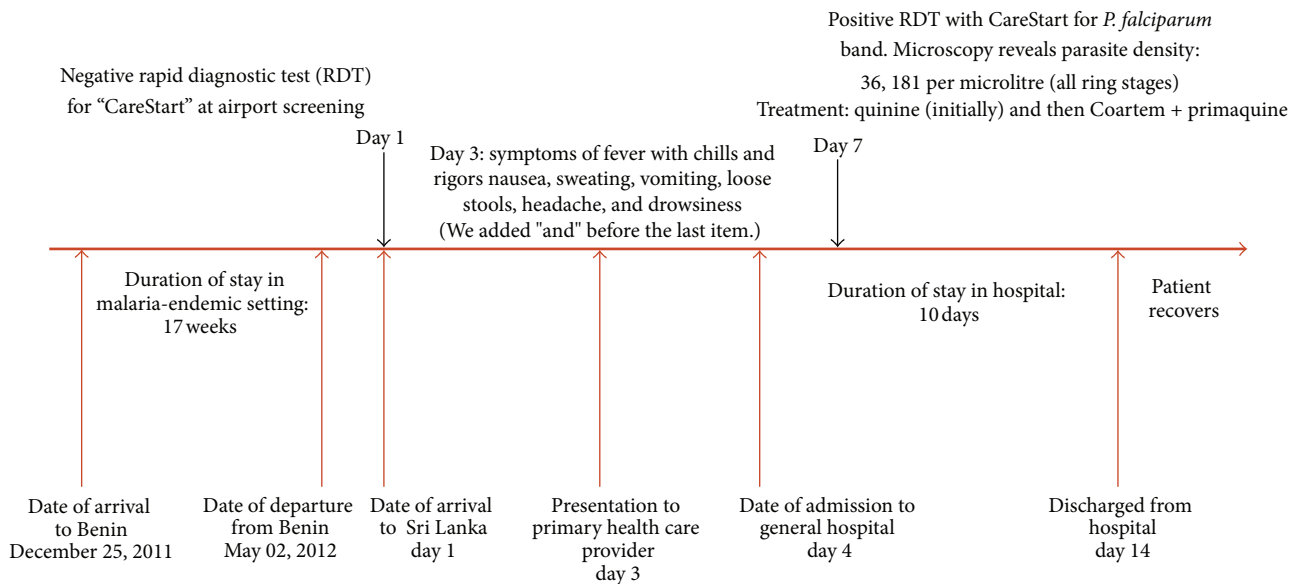 Negative rapid diagnostic test (RDT)
for “CareStart” at airport screening
Day 1
Day 3: symptoms of fever with chills and
rigors nausea, sweating, vomiting, loose
stools, headache, and drowsiness
(We added "and" before the last item.)
Positive RDT with CareStart for P. falciparum
band. Microscopy reveals parasite density:
36, 181 per microlitre (all ring stages)
Treatment: quinine (initially) and then Coartem + primaquine
Day 7
Duration of stay in
malaria-endemic setting:
17 weeks
Duration of stay in hospital:
10 days
Patient
recovers
Date of arrival
to Benin
December 25, 2011
Date of departure
from Benin
May 02, 2012
Date of arrival
to Sri Lanka
day 1
Presentation to
primary health care
provider
day 3
Date of admission to
general hospital
day 4
Discharged from
hospital
day 14